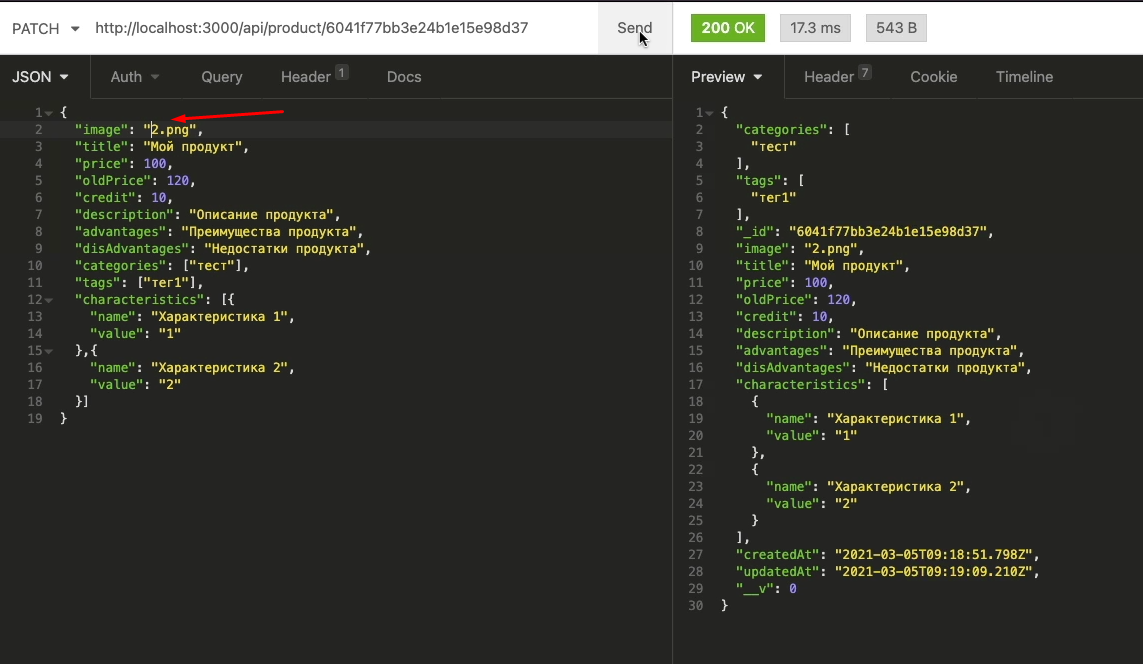 PATCH http://localhost:3000/api/product/6041f77bb3e24b1e15e98d37 Send
JSON Auth Query Header 1 Docs
1 {
2 "image": "2.png",
3 "title": "Мой продукт",
4 "price": 100,
5 "oldPrice": 120,
6 "credit": 10,
7 "description": "Описание продукта",
8 "advantages": "Преимущества продукта",
9 "disAdvantages": "Недостатки продукта",
10 "categories": ["тест"],
11 "tags": ["тег1"],
12 "characteristics": [{
13 "name": "Характеристика 1",
14 "value": "1"
15 },{
16 "name": "Характеристика 2",
17 "value": "2"
18 }]
19 }
200 OK 17.3 ms 543 B
Preview Header 7 Cookie Timeline
1 {
2 "categories": [
3 "тест"
4 ],
5 "tags": [
6 "тег1"
7 ],
8 "_id": "6041f77bb3e24b1e15e98d37",
9 "image": "2.png",
10 "title": "Мой продукт",
11 "price": 100,
12 "oldPrice": 120,
13 "credit": 10,
14 "description": "Описание продукта",
15 "advantages": "Преимущества продукта",
16 "disAdvantages": "Недостатки продукта",
17 "characteristics": [
18 {
19 "name": "Характеристика 1",
20 "value": "1"
21 },
22 {
23 "name": "Характеристика 2",
24 "value": "2"
25 }
26 ],
27 "createdAt": "2021-03-05T09:18:51.798Z",
28 "updatedAt": "2021-03-05T09:19:09.210Z",
29 "__v": 0
30 }